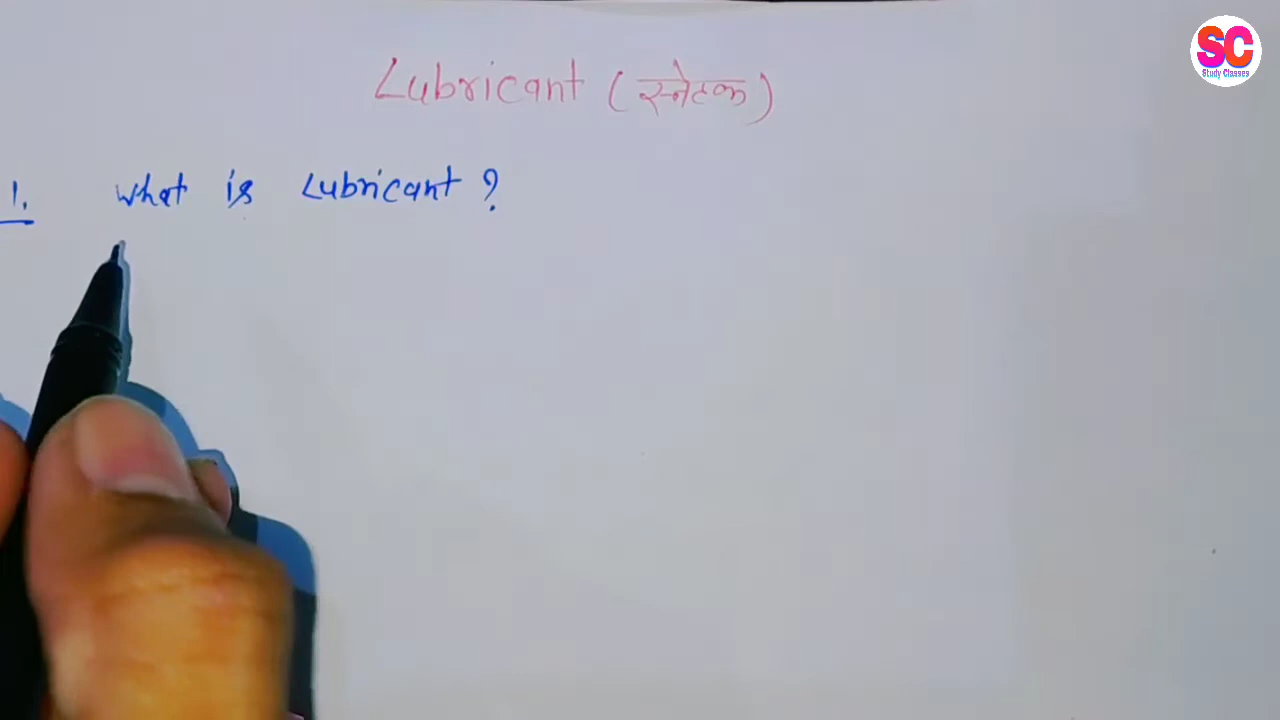 Lubricant (स्नेहक)
1. What is Lubricant ?
SC
Study Classes